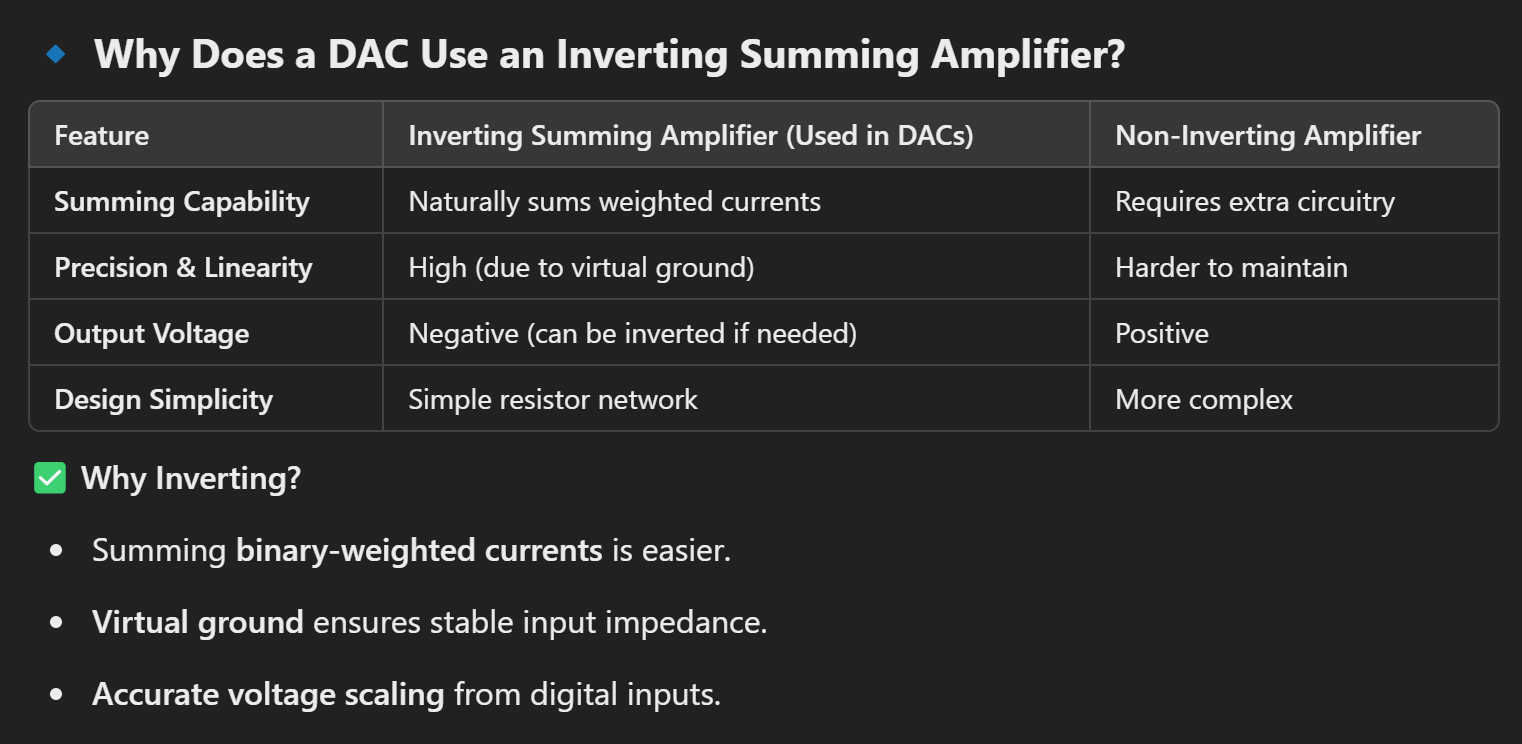 Why Does a DAC Use an Inverting Summing Amplifier?
Feature Inverting Summing Amplifier (Used in DACs) Non-Inverting Amplifier
Summing Capability Naturally sums weighted currents Requires extra circuitry
Precision & Linearity High (due to virtual ground) Harder to maintain
Output Voltage Negative (can be inverted if needed) Positive
Design Simplicity Simple resistor network More complex
Why Inverting?
Summing binary-weighted currents is easier.
Virtual ground ensures stable input impedance.
Accurate voltage scaling from digital inputs.